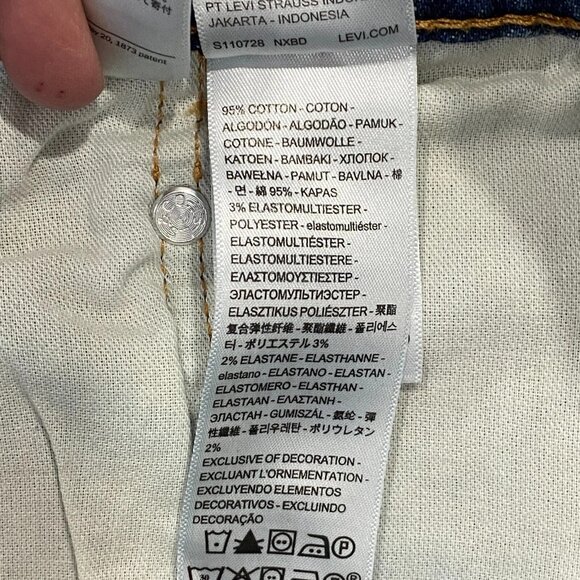 y 20, 1873 patent
PT LEVI STRAUSS INDON
JAKARTA - INDONESIA
S110728 NXBD LEVI.COM
95% COTTON - COTON -
ALGODÓN - ALGODÃO - PAMUK -
COTONE - BAUMWOLLE -
KATOEN - BAMBAKI - ХЛОПОК -
BAWEŁNA - PAMUT - BAVLNA - 棉
- 면 - 綿 95% - KAPAS
3% ELASTOMULTIESTER -
POLYESTER - elastomultiéster -
ELASTOMULTIÉSTER -
ELASTOMULTIESTERE -
ΕΛΑΣΤΟΜΟΥΣΤΙΕΣΤΕΡ -
ЭЛАСТОМУЛЬТИЭСТЕР -
ELASZTIKUS POLIÉSZTER - 聚酯
复合弹性纤维 - 聚酯纖維 - 폴리에스
터 - ポリエステル 3%
2% ELASTANE - ELASTHANNE -
elastano - ELASTANO - ELASTAN -
ELASTOMERO - ELASTHAN -
ELASTAAN - ΕΛΑΣΤΑΝΗ -
ЭЛАСТАН - GUMISZÁL - 氨纶 - 彈
性纖維 - 폴리우레탄 - ポリウレタン
2%
EXCLUSIVE OF DECORATION -
EXCLUANT L'ORNEMENTATION -
EXCLUYENDO ELEMENTOS
DECORATIVOS - EXCLUINDO
DECORAÇÃO